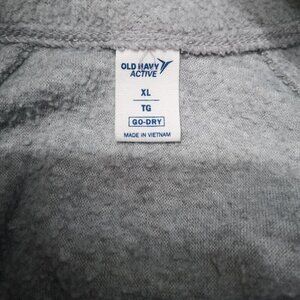 OLD NAVY
ACTIVE
XL
TG
GO-DRY
MADE IN VIETNAM